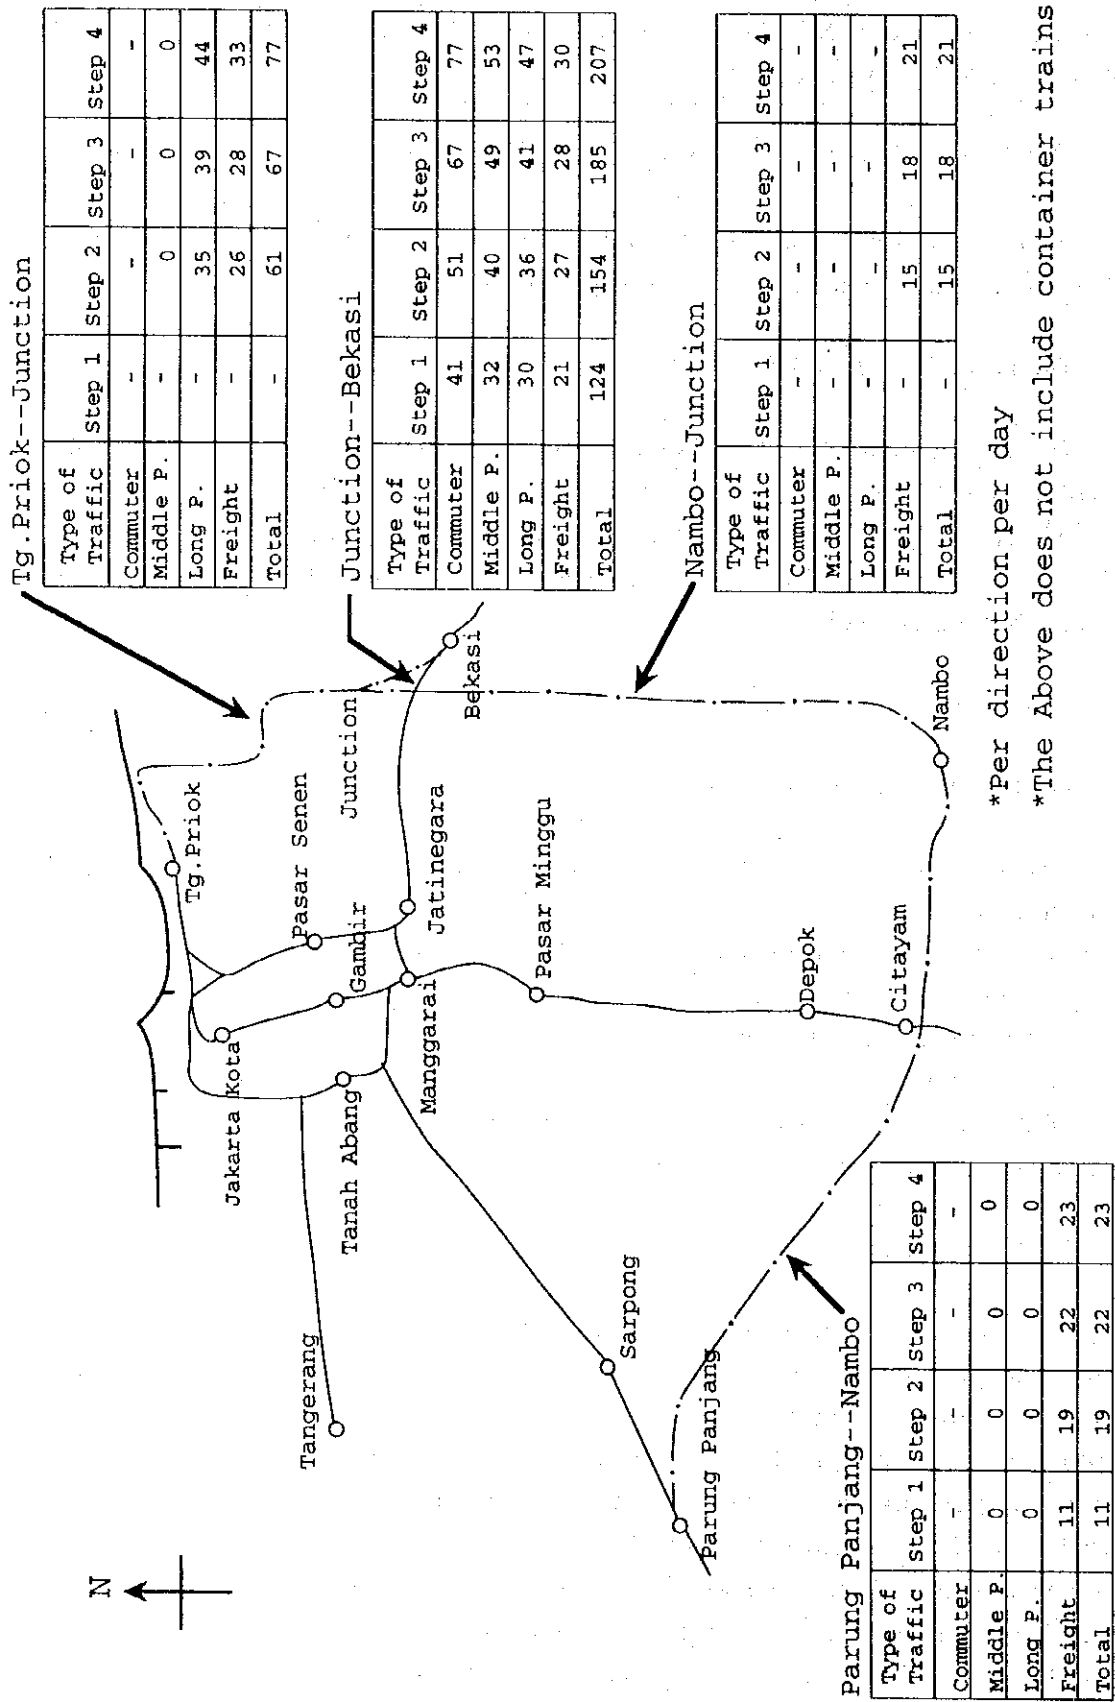 Tg.Priok--Junction
Type of Traffic Step 1 Step 2 Step 3 Step 4
Commuter - - - -
Middle P. - 0 0 0
Long P. - 35 39 44
Freight - 26 28 33
Total - 61 67 77
Junction--Bekasi
Type of Traffic Step 1 Step 2 Step 3 Step 4
Commuter 41 51 67 77
Middle P. 32 40 49 53
Long P. 30 36 41 47
Freight 21 27 28 30
Total 124 154 185 207
Nambo--Junction
Type of Traffic Step 1 Step 2 Step 3 Step 4
Commuter - - - -
Middle P. - - - -
Long P. - - - -
Freight - 15 18 21
Total - 15 18 21
N
Tg.Priok
Pasar Senen
Junction
Bekasi
Jakarta Kota
Gambir
Jatinegara
Tangerang
Tanah Abang
Manggarai
Pasar Minggu
Sarpong
Depok
Parung Panjang
Citayam
Nambo
Parung Panjang--Nambo
Type of Traffic Step 1 Step 2 Step 3 Step 4
Commuter - - - -
Middle P. 0 0 0 0
Long P. 0 0 0 0
Freight 11 19 22 23
Total 11 19 22 23
*Per direction per day
*The Above does not include container trains